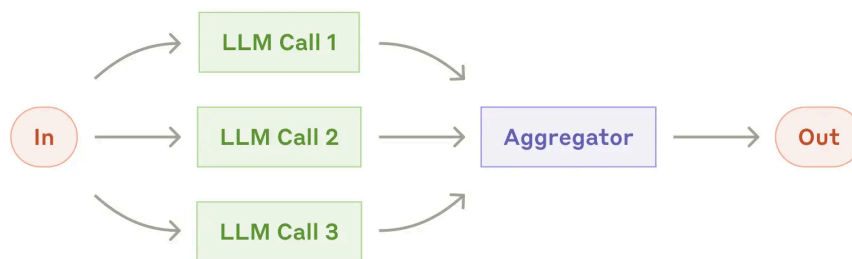 LLM Call 1
In
LLM Call 2
Aggregator
Out
LLM Call 3